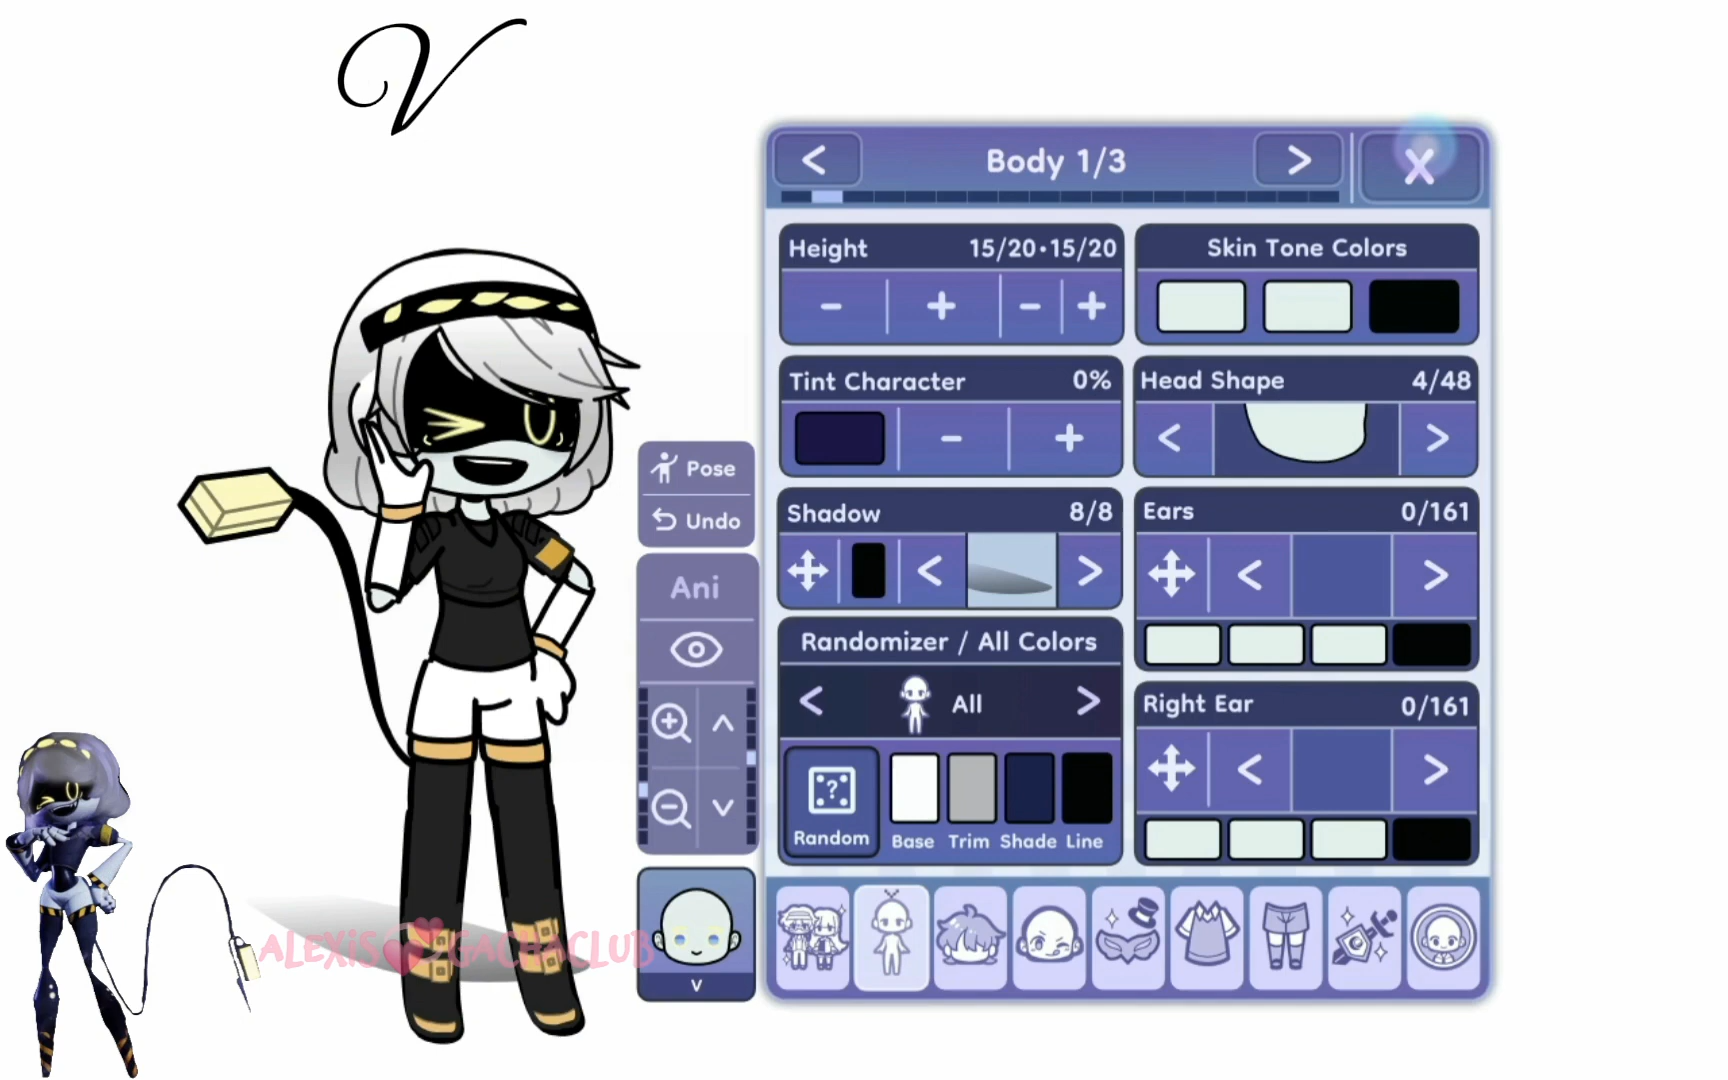 V
Body 1/3
X
Height 15/20•15/20
Skin Tone Colors
Tint Character 0%
Head Shape 4/48
Pose
Undo
Shadow 8/8
Ears 0/161
Ani
Randomizer / All Colors
All
Right Ear 0/161
Random
Base Trim Shade Line
ALEXIS GACHACLUB
V